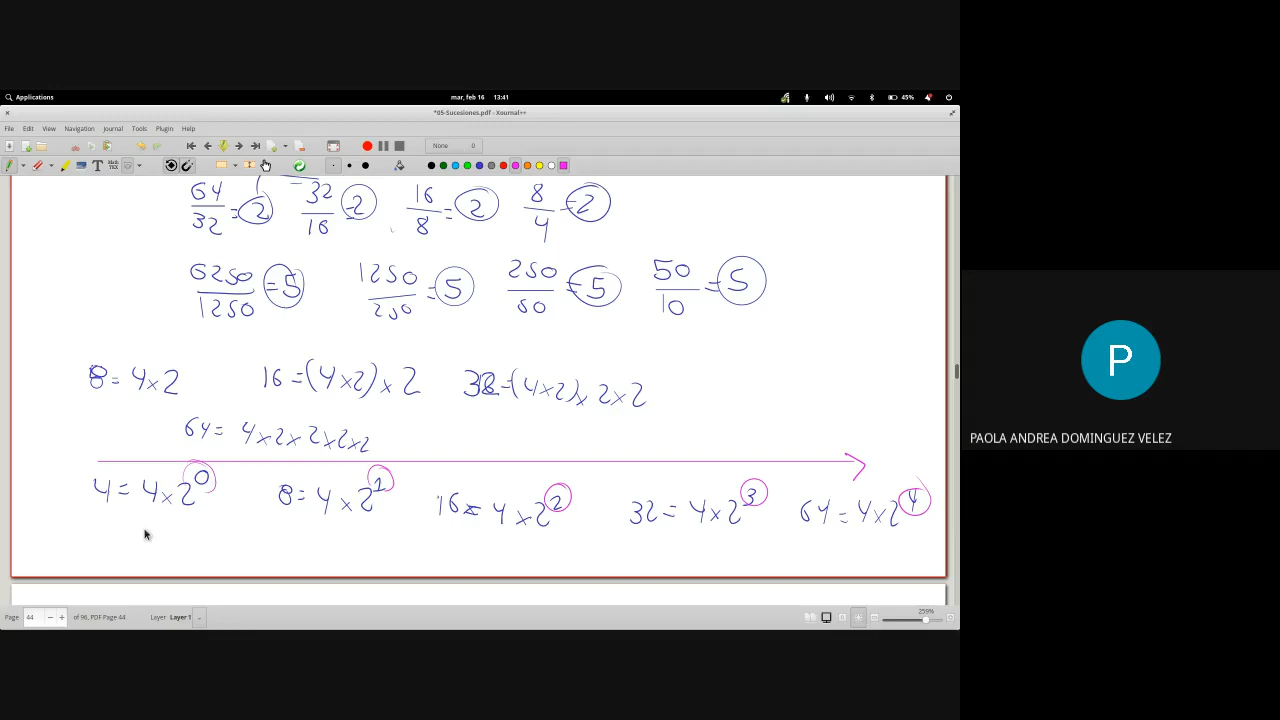 Applications
mar, feb 16 13:41
45%
*05-Sucesiones.pdf - Xournal++
File Edit View Navigation Journal Tools Plugin Help
None 0
64/32 = 2 32/16 = 2 16/8 = 2 8/4 = 2
6250/1250 = 5 1250/250 = 5 250/50 = 5 50/10 = 5
8 = 4 x 2 16 = (4 x 2) x 2 32 = (4 x 2) x 2 x 2
64 = 4 x 2 x 2 x 2 x 2
4 = 4 x 2^0 8 = 4 x 2^1 16 = 4 x 2^2 32 = 4 x 2^3 64 = 4 x 2^4
Page 44 of 96, PDF Page 44 Layer Layer 1 259%
P
PAOLA ANDREA DOMINGUEZ VELEZ